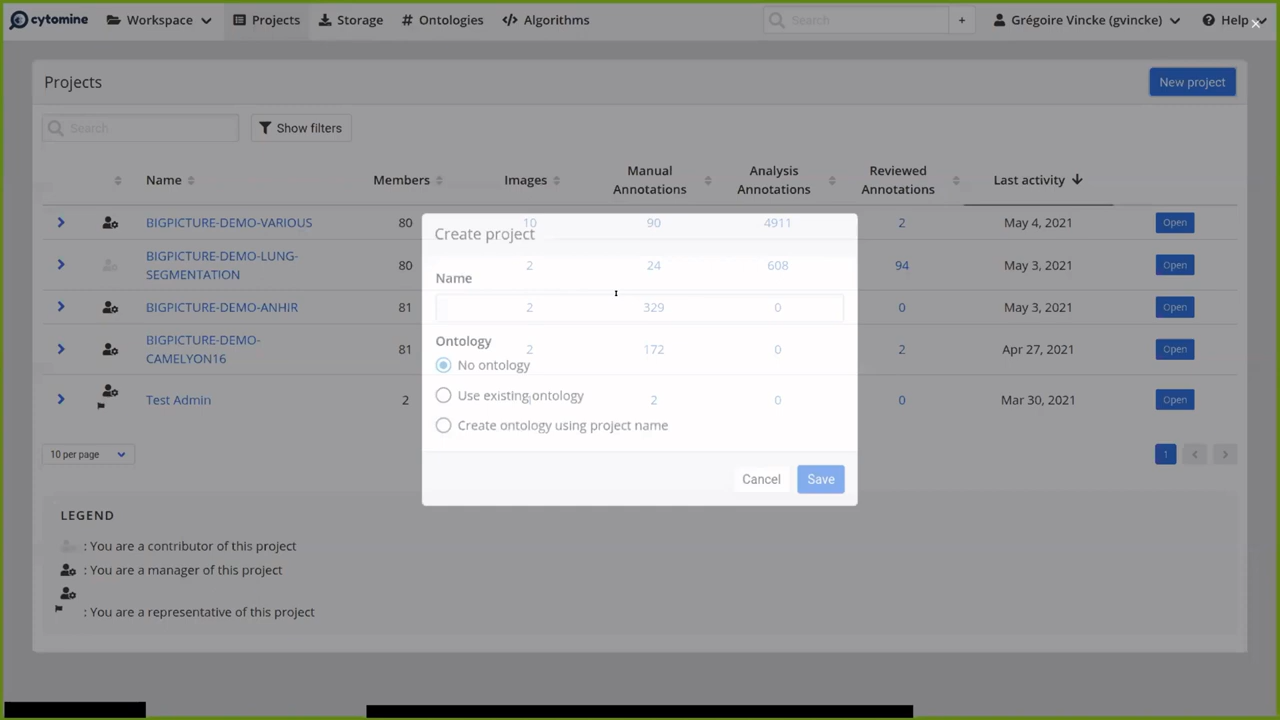 cytomine Workspace Projects Storage Ontologies Algorithms Search + Grégoire Vincke (gvincke) Help
Projects
New project
Search
Show filters
Name Members Images Manual Annotations Analysis Annotations Reviewed Annotations Last activity
BIGPICTURE-DEMO-VARIOUS 80 10 90 4911 2 May 4, 2021 Open
BIGPICTURE-DEMO-LUNG-
SEGMENTATION 80 2 24 608 94 May 3, 2021 Open
BIGPICTURE-DEMO-ANHIR 81 2 329 0 0 May 3, 2021 Open
BIGPICTURE-DEMO-
CAMELYON16 81 2 172 0 2 Apr 27, 2021 Open
Test Admin 2 2 0 0 Mar 30, 2021 Open
Create project
Name
Ontology
No ontology
Use existing ontology
Create ontology using project name
Cancel Save
10 per page
1
LEGEND
: You are a contributor of this project
: You are a manager of this project
: You are a representative of this project